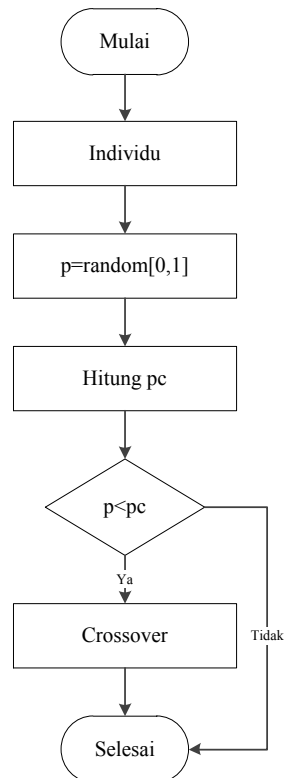 Mulai
Individu
p=random[0,1]
Hitung pc
p<pc
Ya
Crossover
Tidak
Selesai